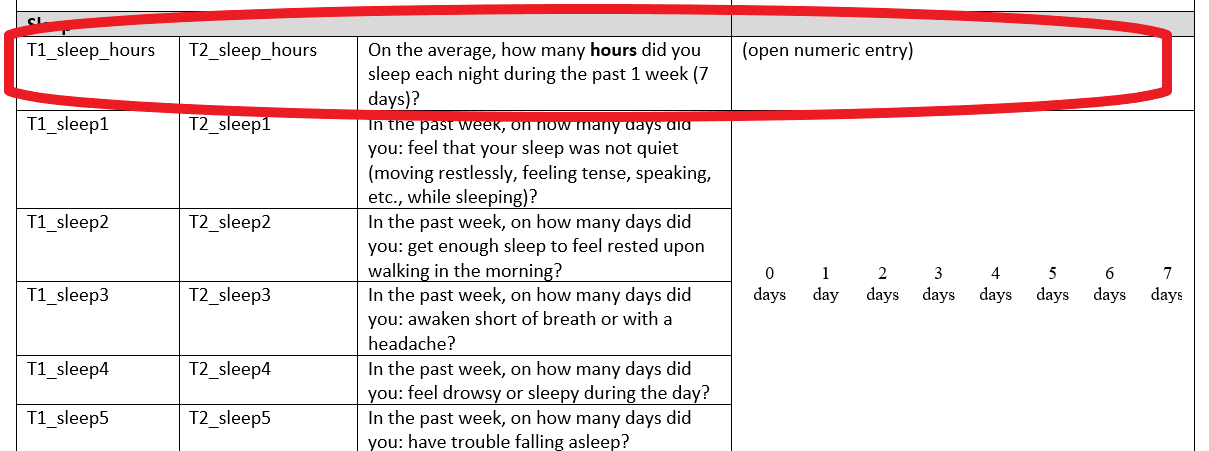 Sleep
T1_sleep_hours
T2_sleep_hours
On the average, how many hours did you
sleep each night during the past 1 week (7
days)?
(open numeric entry)
T1_sleep1
T2_sleep1
In the past week, on how many days did
you: feel that your sleep was not quiet
(moving restlessly, feeling tense, speaking,
etc., while sleeping)?
T1_sleep2
T2_sleep2
In the past week, on how many days did
you: get enough sleep to feel rested upon
walking in the morning?
T1_sleep3
T2_sleep3
In the past week, on how many days did
you: awaken short of breath or with a
headache?
T1_sleep4
T2_sleep4
In the past week, on how many days did
you: feel drowsy or sleepy during the day?
T1_sleep5
T2_sleep5
In the past week, on how many days did
you: have trouble falling asleep?
0 1 2 3 4 5 6 7
days day days days days days days days